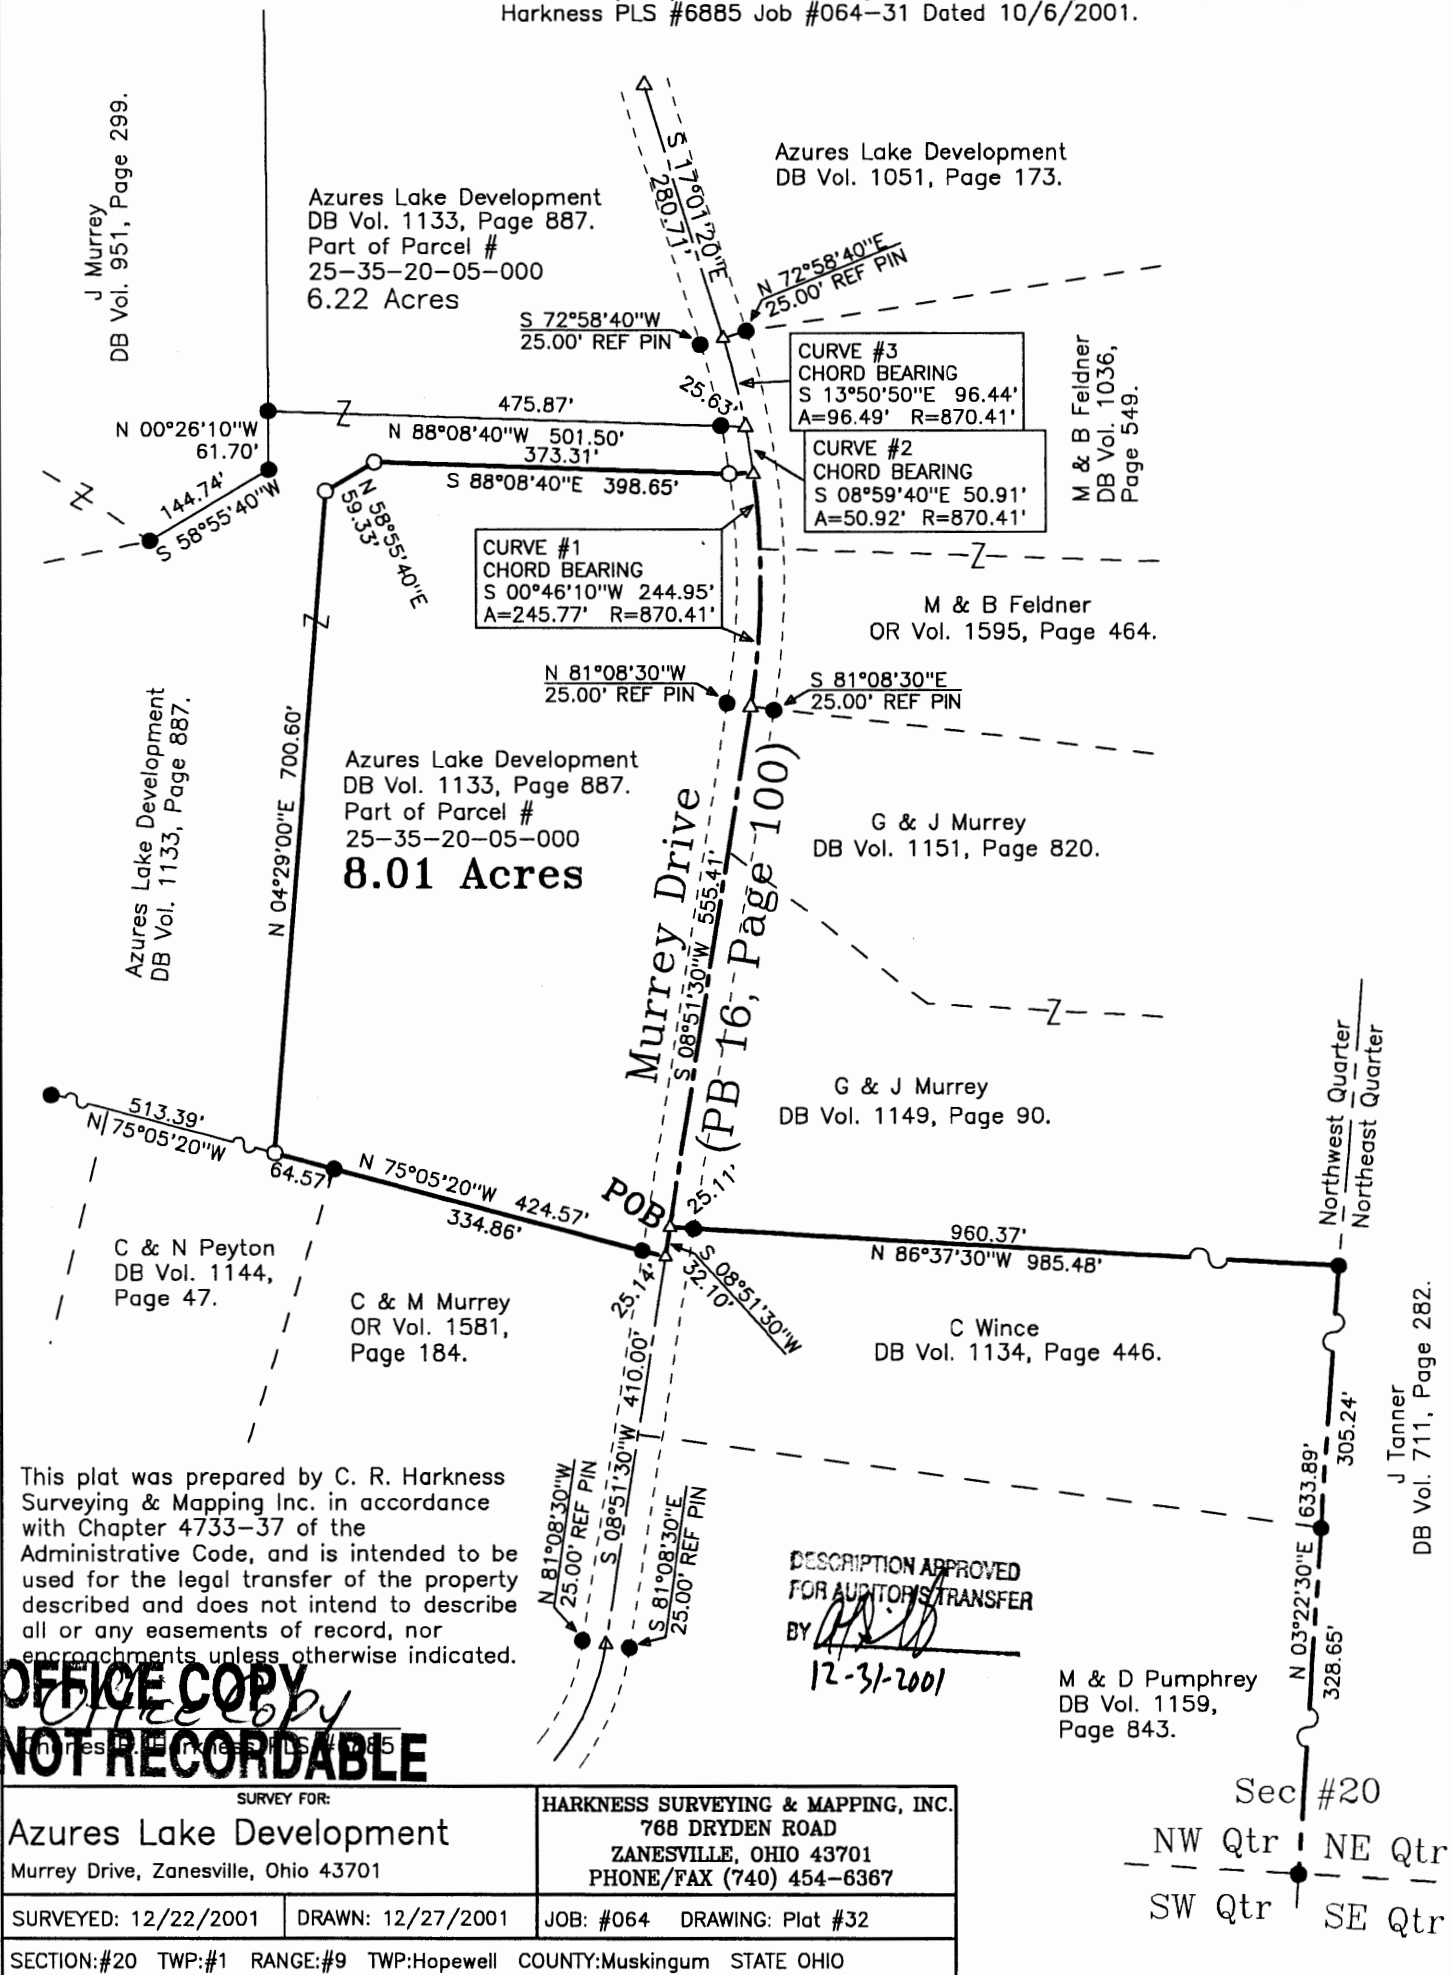 Harkness PLS #6885 Job #064-31 Dated 10/6/2001.
J Murrey
DB Vol. 951, Page 299.
Azures Lake Development
DB Vol. 1133, Page 887.
Part of Parcel #
25-35-20-05-000
6.22 Acres
S 17°01'20"E
280.71'
Azures Lake Development
DB Vol. 1051, Page 173.
N 72°58'40"E
25.00' REF PIN
S 72°58'40"W
25.00' REF PIN
CURVE #3
CHORD BEARING
S 13°50'50"E 96.44'
A=96.49' R=870.41'
M & B Feldner
DB Vol. 1036,
Page 549.
25.63'
475.87'
N 88°08'40"W 501.50'
N 00°26'10"W
61.70'
373.31'
S 88°08'40"E 398.65'
CURVE #2
CHORD BEARING
S 08°59'40"E 50.91'
A=50.92' R=870.41'
144.74'
S 58°55'40"W
N 58°55'40"E
59.33'
CURVE #1
CHORD BEARING
S 00°46'10"W 244.95'
A=245.77' R=870.41'
M & B Feldner
OR Vol. 1595, Page 464.
N 81°08'30"W
25.00' REF PIN
S 81°08'30"E
25.00' REF PIN
Azures Lake Development
DB Vol. 1133, Page 887.
N 04°29'00"E 700.60'
Azures Lake Development
DB Vol. 1133, Page 887.
Part of Parcel #
25-35-20-05-000
8.01 Acres
Murrey Drive
(PB 16, Page 100)
S 08°51'30"W 555.41'
G & J Murrey
DB Vol. 1151, Page 820.
G & J Murrey
DB Vol. 1149, Page 90.
Northwest Quarter
Northeast Quarter
513.39'
N 75°05'20"W
64.57'
N 75°05'20"W 424.57'
334.86'
POB
25.11'
960.37'
N 86°37'30"W 985.48'
25.14'
S 08°51'30"W
32.10'
C & N Peyton
DB Vol. 1144,
Page 47.
C & M Murrey
OR Vol. 1581,
Page 184.
C Wince
DB Vol. 1134, Page 446.
J Tanner
DB Vol. 711, Page 282.
S 08°51'30"W 410.00'
305.24'
N 03°22'30"E 633.89'
328.65'
N 81°08'30"W
25.00' REF PIN
S 81°08'30"E
25.00' REF PIN
This plat was prepared by C. R. Harkness
Surveying & Mapping Inc. in accordance
with Chapter 4733-37 of the
Administrative Code, and is intended to be
used for the legal transfer of the property
described and does not intend to describe
all or any easements of record, nor
encroachments unless otherwise indicated.
OFFICE COPY
Office Copy
NOT RECORDABLE
Charles R. Harkness PLS #6885
DESCRIPTION APPROVED
FOR AUDITOR'S TRANSFER
BY
12-31-2001
M & D Pumphrey
DB Vol. 1159,
Page 843.
Sec #20
NW Qtr NE Qtr
SW Qtr SE Qtr
SURVEY FOR:
Azures Lake Development
Murrey Drive, Zanesville, Ohio 43701
HARKNESS SURVEYING & MAPPING, INC.
768 DRYDEN ROAD
ZANESVILLE, OHIO 43701
PHONE/FAX (740) 454-6367
SURVEYED: 12/22/2001 DRAWN: 12/27/2001 JOB: #064 DRAWING: Plat #32
SECTION:#20 TWP:#1 RANGE:#9 TWP:Hopewell COUNTY:Muskingum STATE OHIO